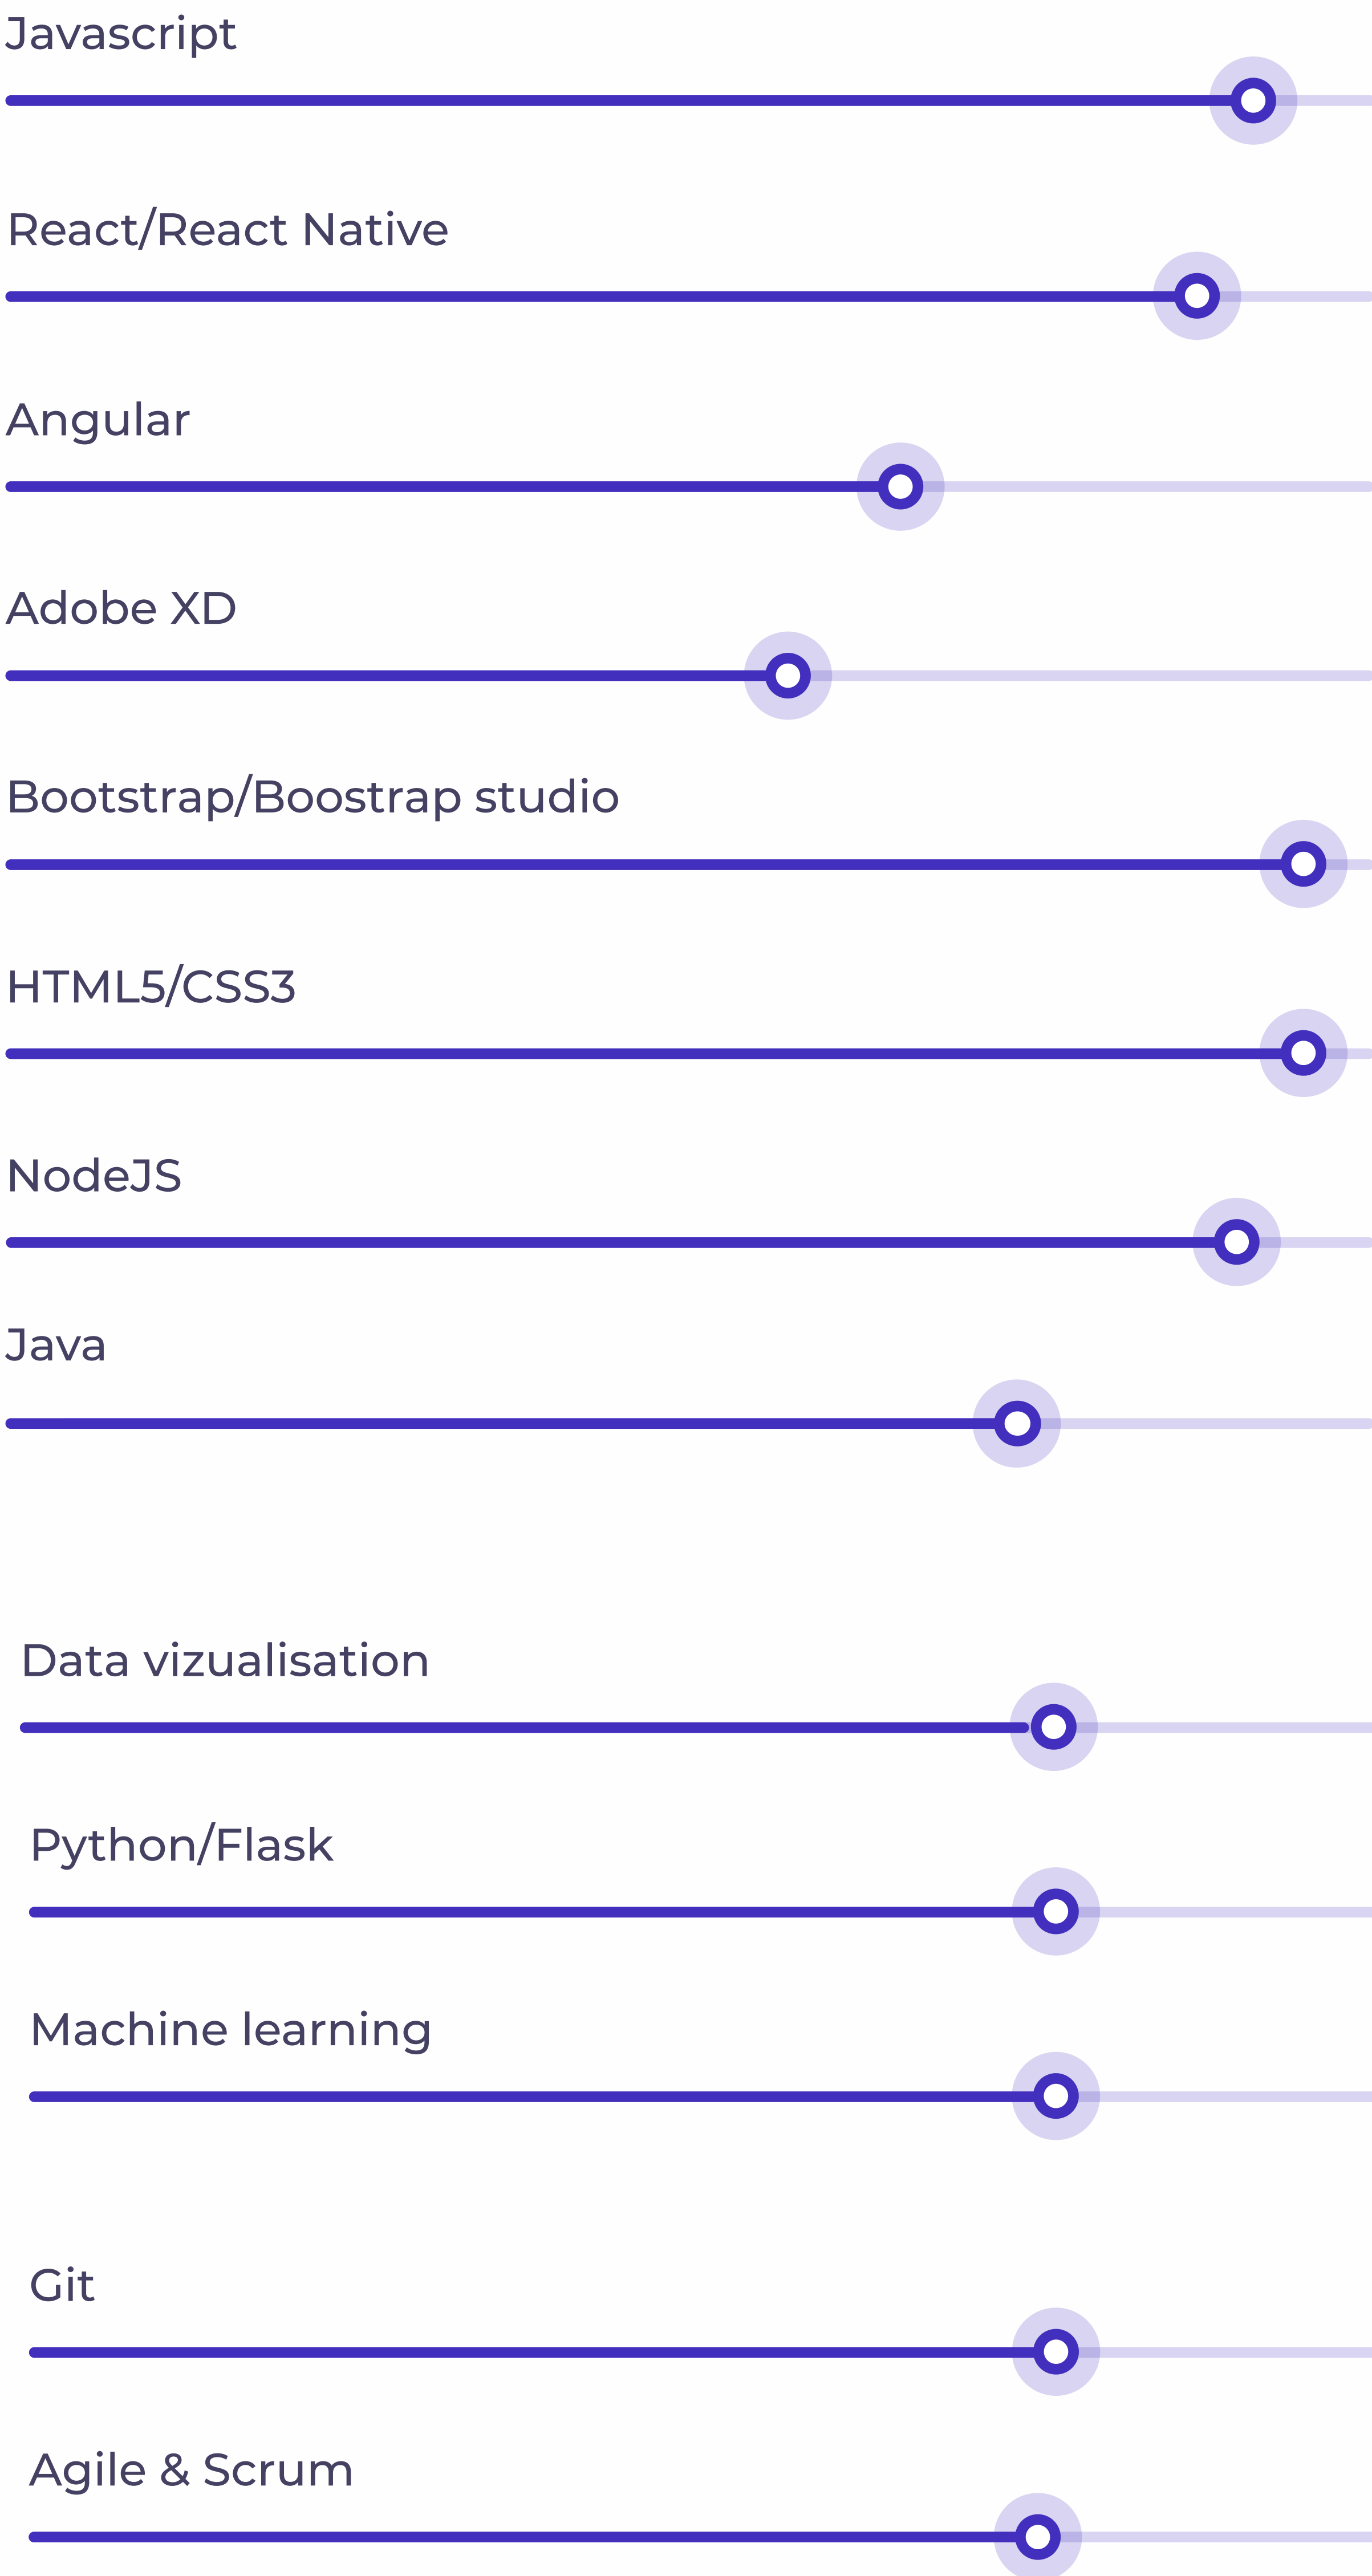 Javascript
React/React Native
Angular
Adobe XD
Bootstrap/Boostrap studio
HTML5/CSS3
NodeJS
Java
Data vizualisation
Python/Flask
Machine learning
Git
Agile & Scrum